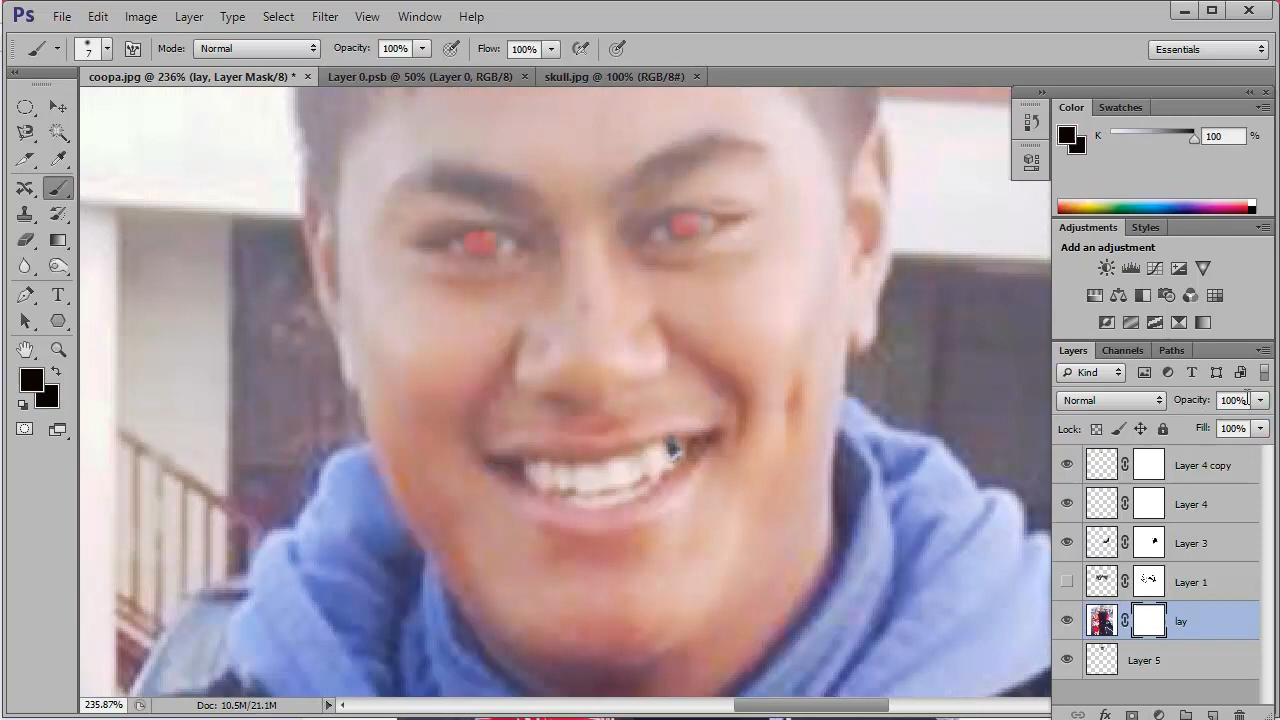 Ps File Edit Image Layer Type Select Filter View Window Help
7 Mode: Normal Opacity: 100% Flow: 100% Essentials
coopa.jpg @ 236% (lay, Layer Mask/8) * × Layer 0.psb @ 50% (Layer 0, RGB/8) × skull.jpg @ 100% (RGB/8#) ×
Color Swatches
K 100 %
Adjustments Styles
Add an adjustment
Layers Channels Paths
Kind
Normal Opacity: 100%
Lock: Fill: 100%
Layer 4 copy
Layer 4
Layer 3
Layer 1
lay
Layer 5
235.87% Doc: 10.5M/21.1M